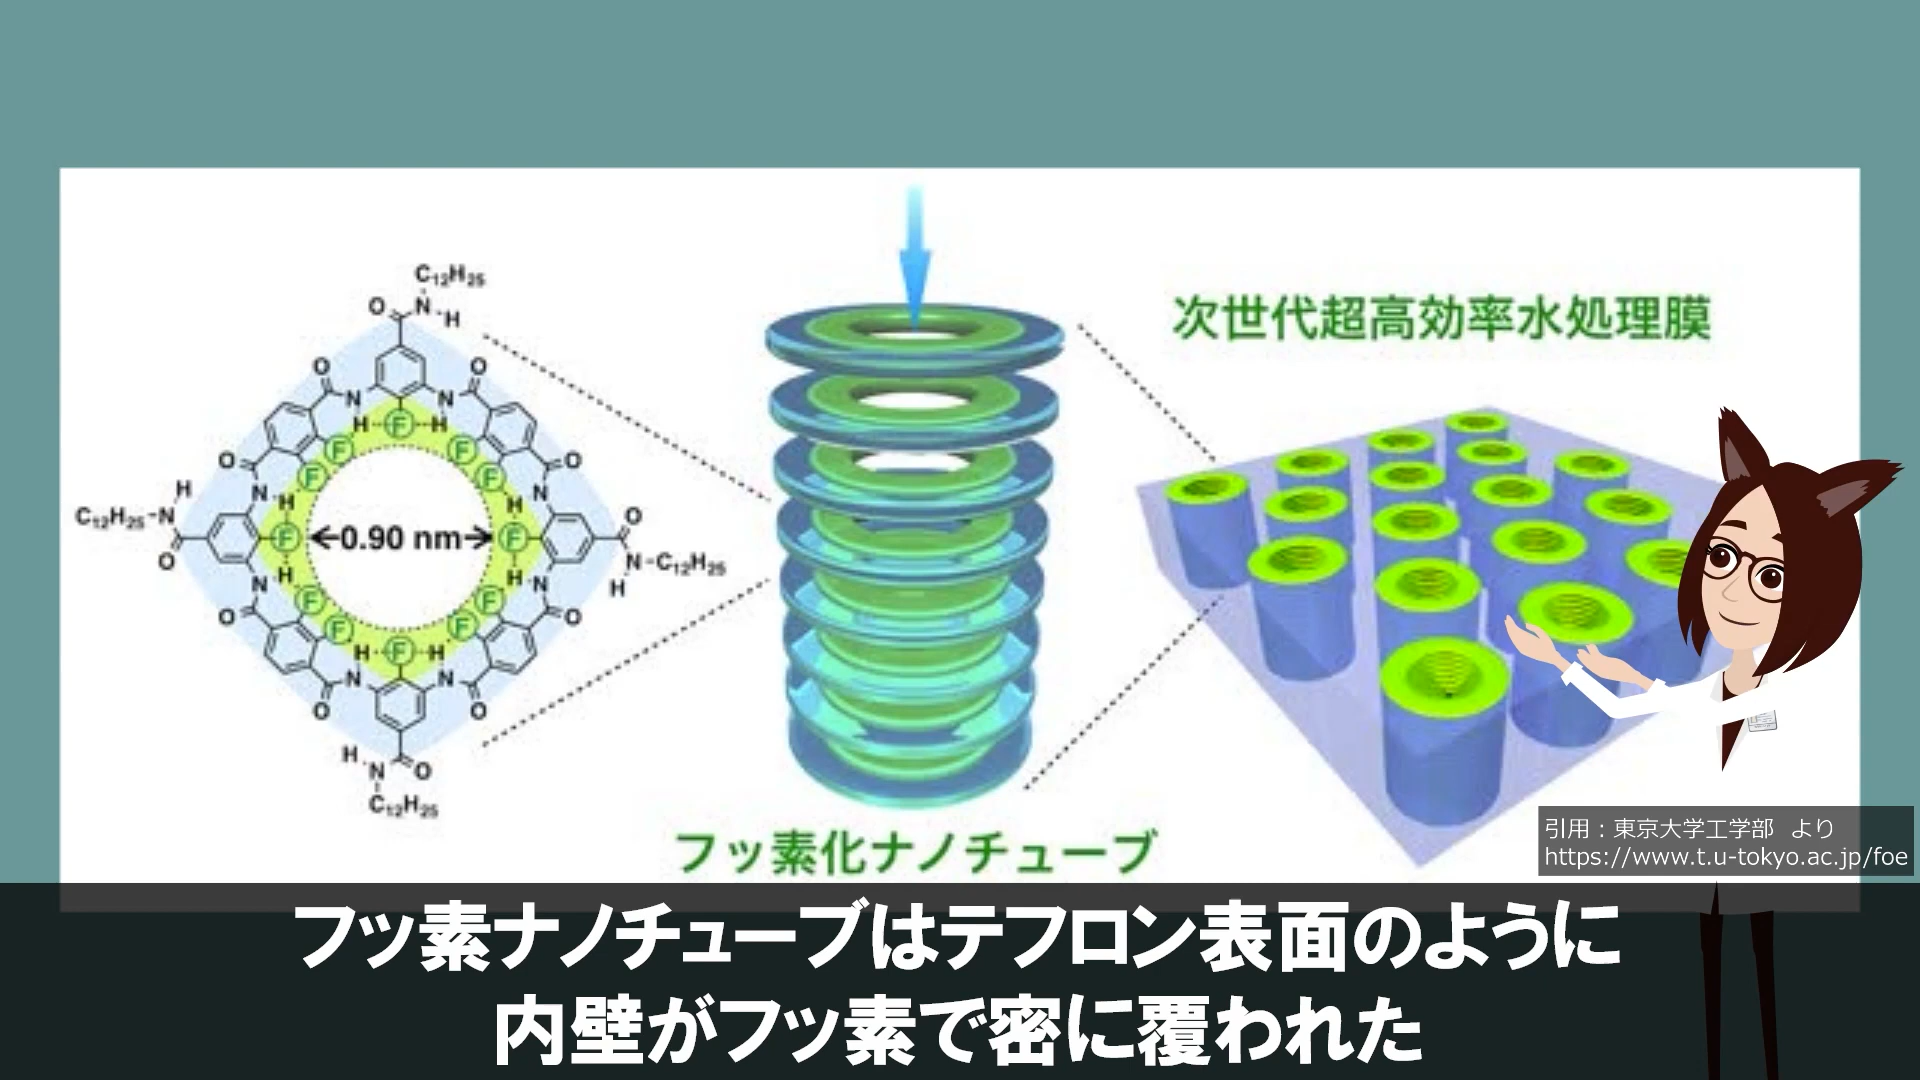 C12H25
O N H
O O
N N
H F H
F F
F F
O O
H N H H N
C12H25-N F 0.90 nm F O
O H H N-C12H25
N N H
O F F O
F F
H F H
N N
O O
H N O
C12H25
次世代超高効率水処理膜
フッ素化ナノチューブ
引用：東京大学工学部 より
https://www.t.u-tokyo.ac.jp/foe
フッ素ナノチューブはテフロン表面のように
内壁がフッ素で密に覆われた